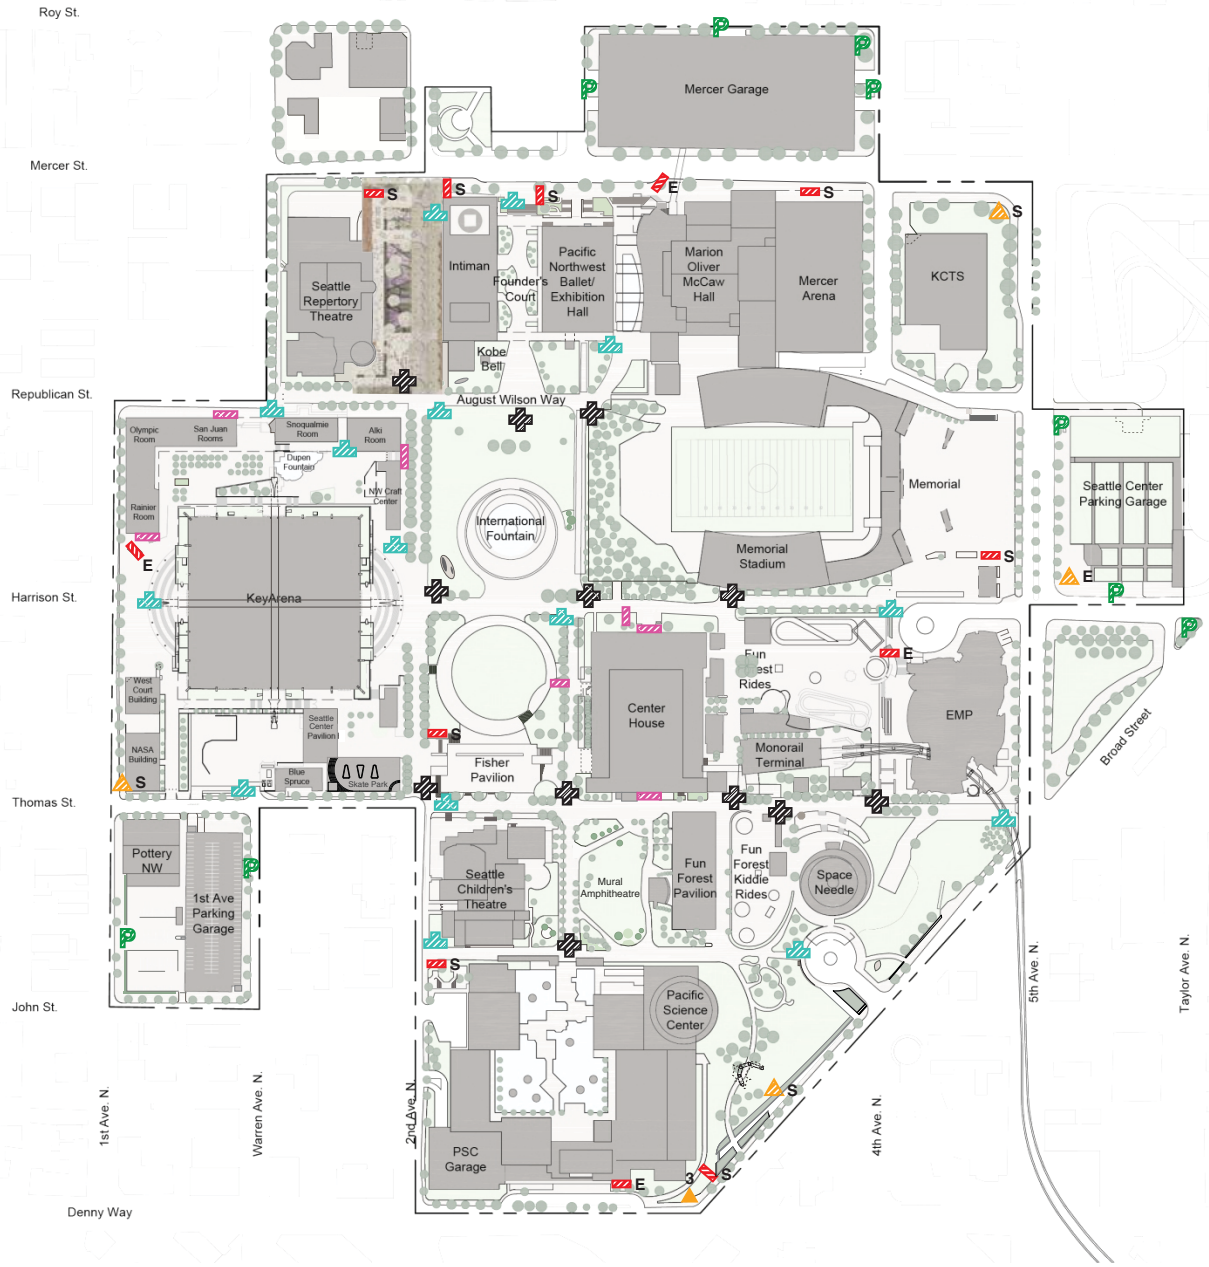 Roy St.
P
P
P
P
Mercer Garage
Mercer St.
S
S
S
E
S
S
Seattle
Repertory
Theatre
Intiman
Founder's
Court
Pacific
Northwest
Ballet/
Exhibition
Hall
Marion
Oliver
McCaw
Hall
Mercer
Arena
KCTS
Kobe
Bell
Republican St.
August Wilson Way
P
Olympic
Room
San Juan
Rooms
Snoqualmie
Room
Alki
Room
Dupen
Fountain
NW Craft
Center
Rainier
Room
International
Fountain
Memorial
Seattle Center
Parking Garage
Memorial
Stadium
S
E
E
P
Harrison St.
KeyArena
P
Fun
Forest
Rides
E
West
Court
Building
Center
House
EMP
Seattle
Center
Pavilion
NASA
Building
S
S
Monorail
Terminal
Broad Street
Fisher
Pavilion
Blue
Spruce
Skate Park
Thomas St.
Pottery
NW
P
1st Ave
Parking
Garage
P
Seattle
Children's
Theatre
Mural
Amphitheatre
Fun
Forest
Pavilion
Fun
Forest
Kiddie
Rides
Space
Needle
S
Pacific
Science
Center
John St.
5th Ave. N.
Taylor Ave. N.
1st Ave. N.
Warren Ave. N.
2nd Ave. N.
4th Ave. N.
S
PSC
Garage
E
3
S
Denny Way